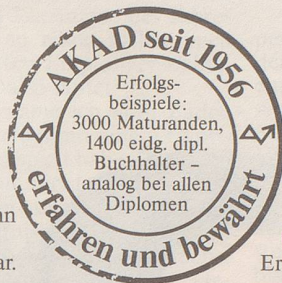 AKAD seit 1956
Erfolgs-
beispiele:
3000 Maturanden,
1400 eidg. dipl.
Buchhalter –
analog bei allen
Diplomen
erfahren und bewährt